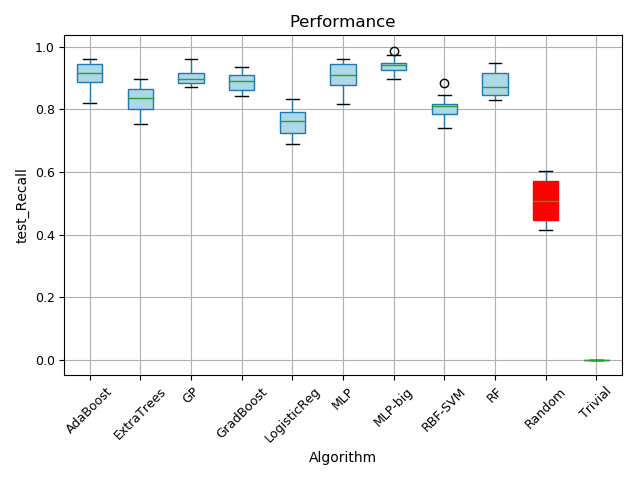 Performance
test_Recall
1.0
0.8
0.6
0.4
0.2
0.0
AdaBoost
ExtraTrees
GP
GradBoost
LogisticReg
MLP
MLP-big
RBF-SVM
RF
Random
Trivial
Algorithm